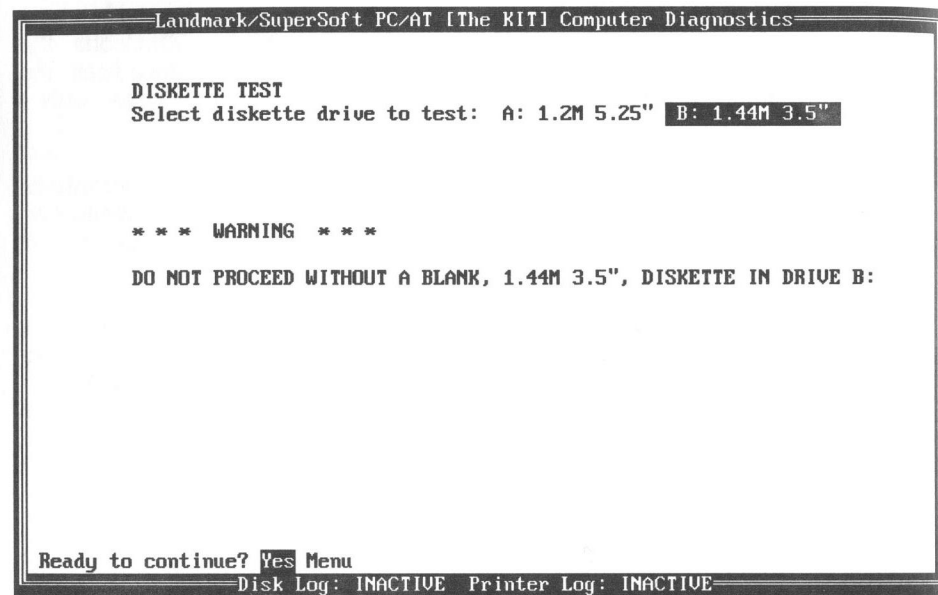 Landmark/SuperSoft PC/AT [The KIT] Computer Diagnostics
DISKETTE TEST
Select diskette drive to test: A: 1.2M 5.25" B: 1.44M 3.5"
* * * WARNING * * *
DO NOT PROCEED WITHOUT A BLANK, 1.44M 3.5", DISKETTE IN DRIVE B:
Ready to continue? Yes Menu
Disk Log: INACTIVE Printer Log: INACTIVE